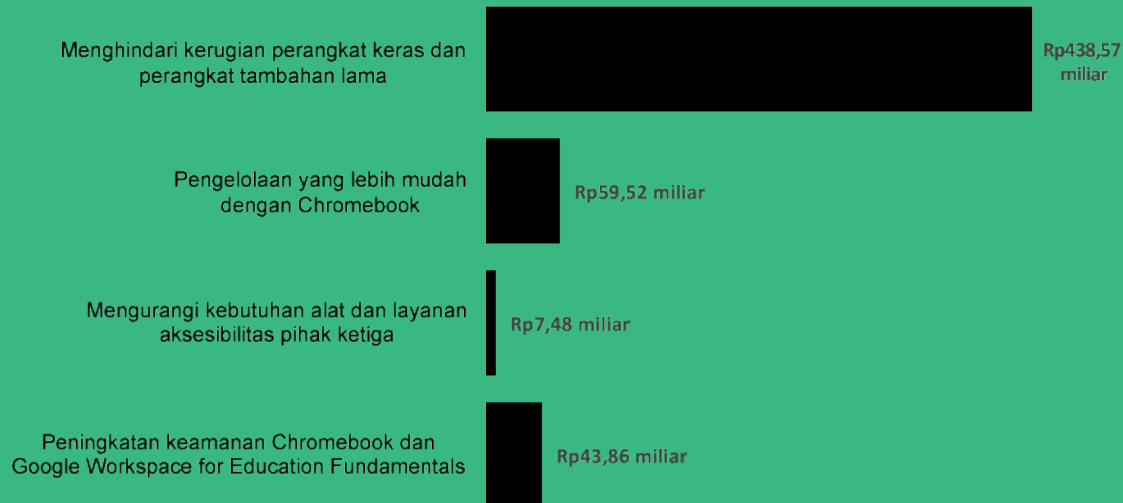 Menghindari kerugian perangkat keras dan
perangkat tambahan lama
Rp438,57
miliar
Pengelolaan yang lebih mudah
dengan Chromebook
Rp59,52 miliar
Mengurangi kebutuhan alat dan layanan
aksesibilitas pihak ketiga
Rp7,48 miliar
Peningkatan keamanan Chromebook dan
Google Workspace for Education Fundamentals
Rp43,86 miliar